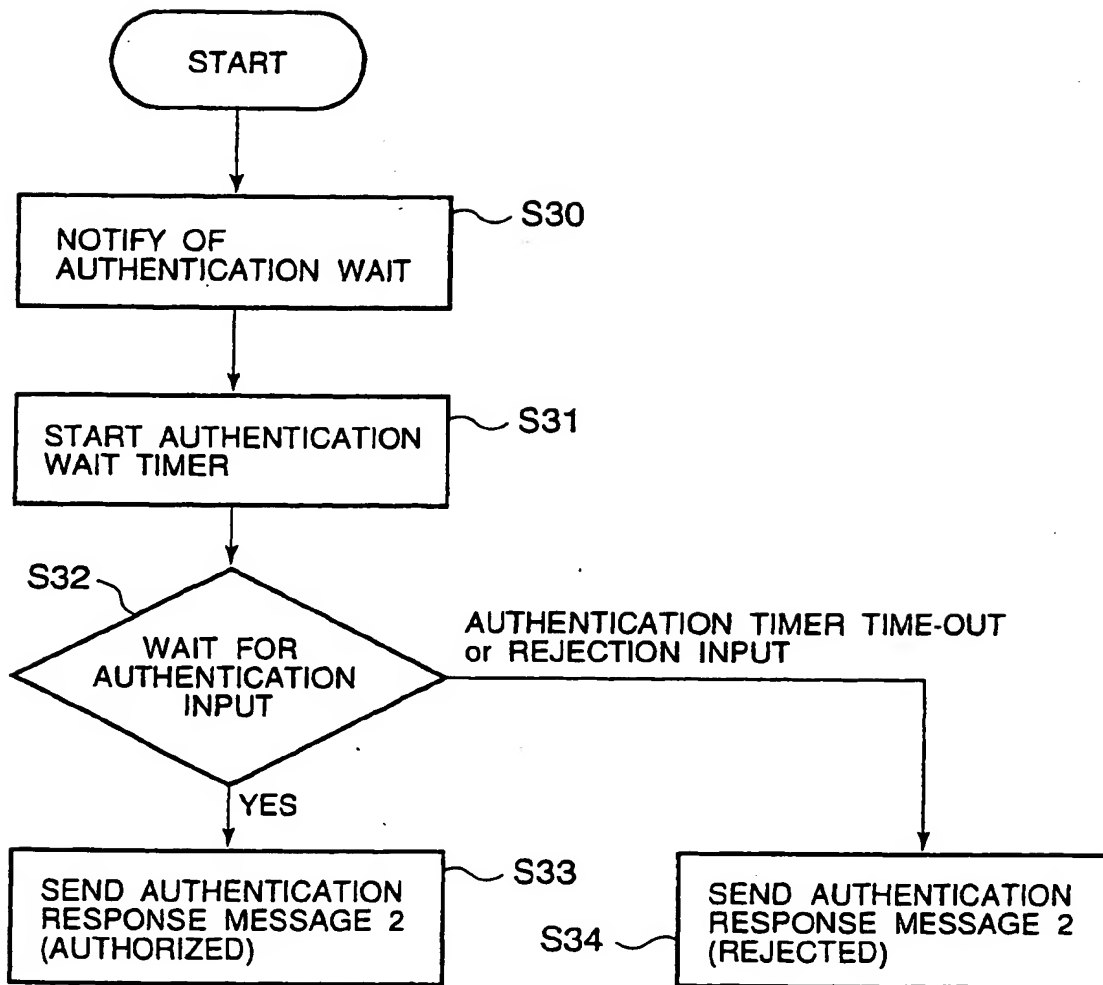 START
S30
NOTIFY OF
AUTHENTICATION WAIT
S31
START AUTHENTICATION
WAIT TIMER
S32
WAIT FOR
AUTHENTICATION
INPUT
AUTHENTICATION TIMER TIME-OUT
or REJECTION INPUT
YES
S33
SEND AUTHENTICATION
RESPONSE MESSAGE 2
(AUTHORIZED)
S34
SEND AUTHENTICATION
RESPONSE MESSAGE 2
(REJECTED)